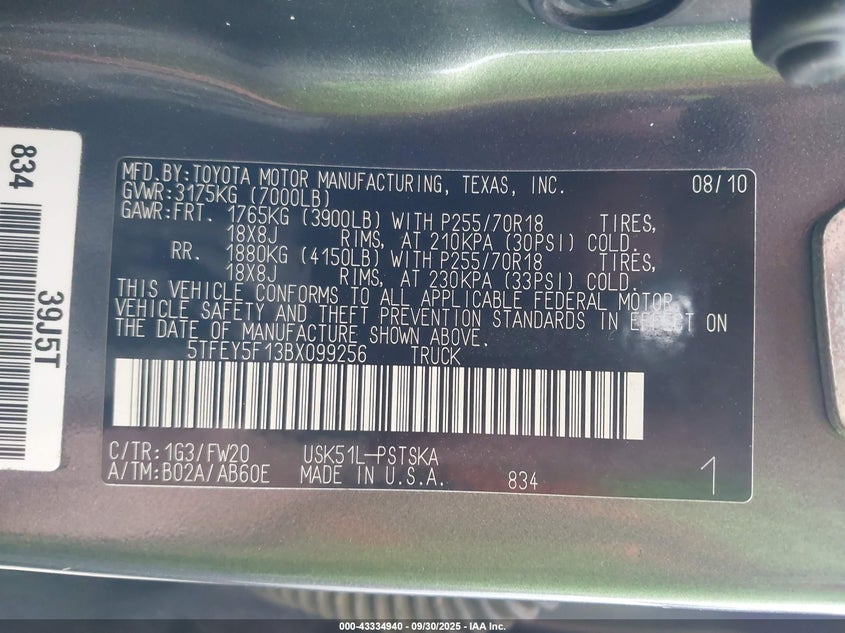 MFD.BY:TOYOTA MOTOR MANUFACTURING, TEXAS, INC. 08/10
GVWR:3175KG (7000LB)
GAWR:FRT. 1765KG (3900LB) WITH P255/70R18 TIRES,
18X8J RIMS, AT 210KPA (30PSI) COLD.
RR. 1880KG (4150LB) WITH P255/70R18 TIRES,
18X8J RIMS, AT 230KPA (33PSI) COLD.
THIS VEHICLE CONFORMS TO ALL APPLICABLE FEDERAL MOTOR
VEHICLE SAFETY AND THEFT PREVENTION STANDARDS IN EFFECT ON
THE DATE OF MANUFACTURE SHOWN ABOVE.
5TFEY5F13BX099256 TRUCK
C/TR:1G3/FW20 USK51L-PSTSKA
A/TM:B02A/AB60E MADE IN U.S.A. 834 1
834
39J5T
000-43334940 - 09/30/2025 - IAA Inc.